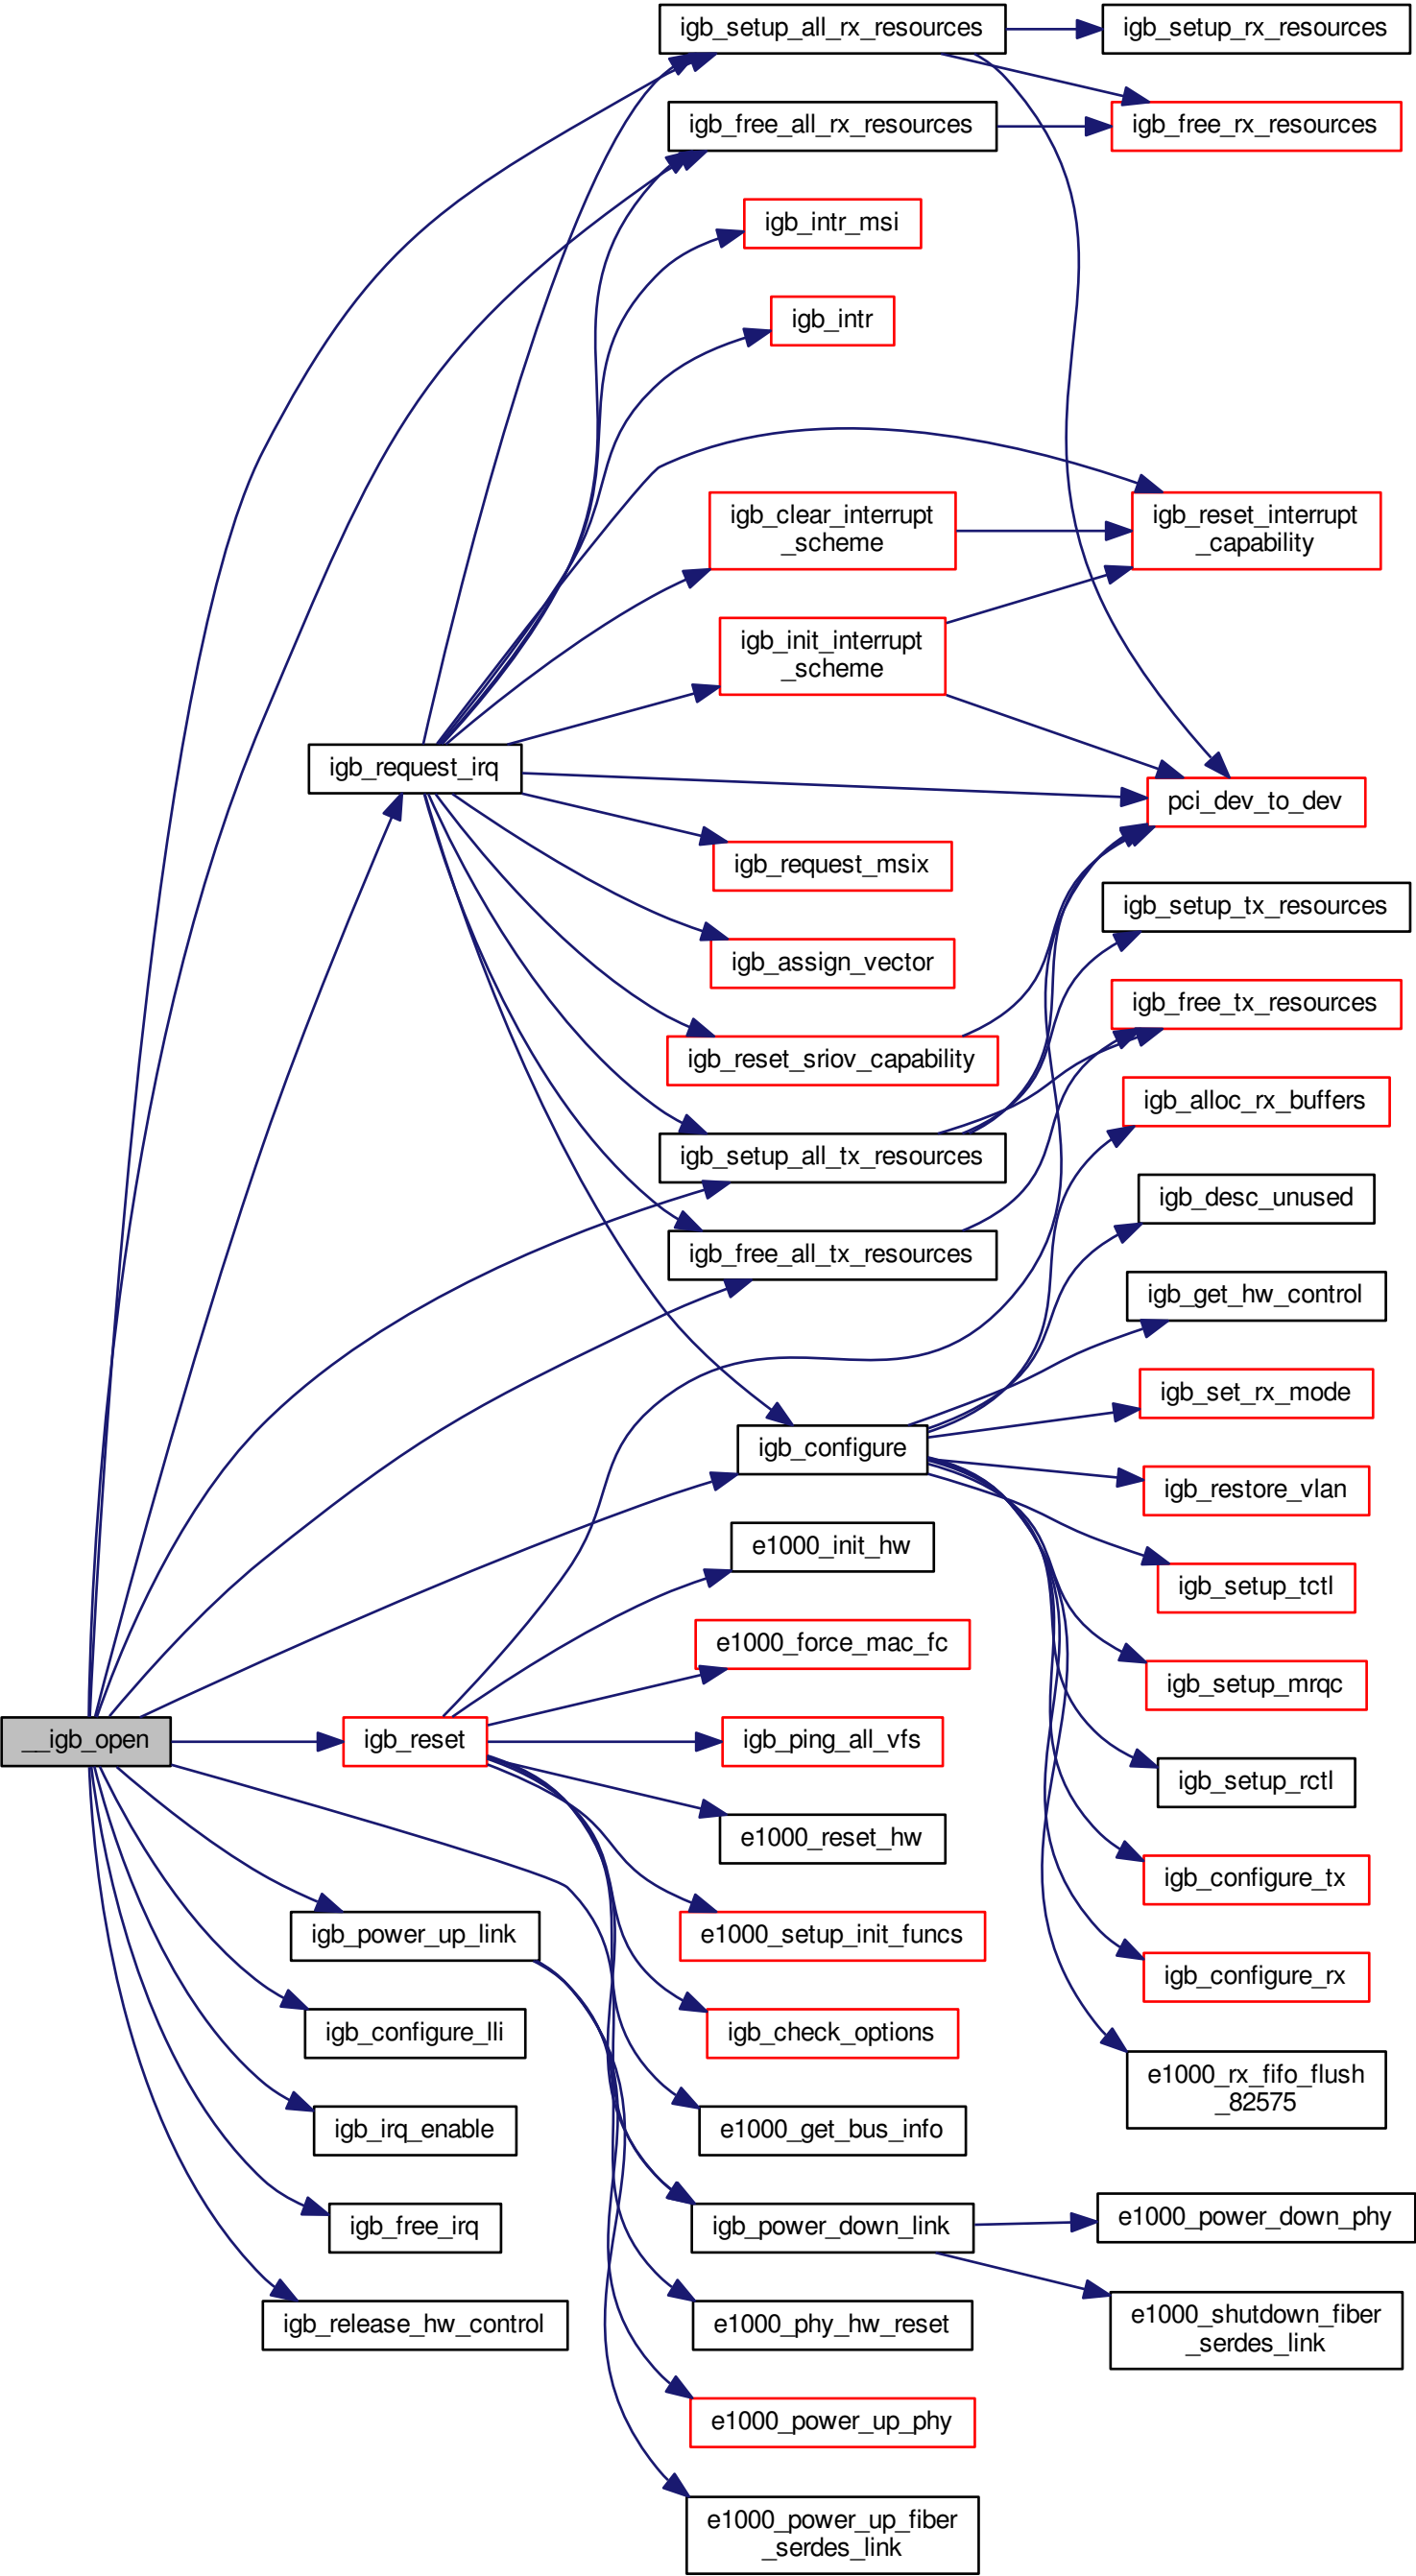 igb_setup_all_rx_resources
igb_setup_rx_resources
igb_free_all_rx_resources
igb_free_rx_resources
igb_intr_msi
igb_intr
igb_clear_interrupt
_scheme
igb_reset_interrupt
_capability
igb_init_interrupt
_scheme
igb_request_irq
pci_dev_to_dev
igb_request_msix
igb_setup_tx_resources
igb_assign_vector
igb_free_tx_resources
igb_reset_sriov_capability
igb_alloc_rx_buffers
igb_setup_all_tx_resources
igb_desc_unused
igb_free_all_tx_resources
igb_get_hw_control
igb_set_rx_mode
igb_configure
igb_restore_vlan
e1000_init_hw
igb_setup_tctl
e1000_force_mac_fc
igb_setup_mrqc
__igb_open
igb_reset
igb_ping_all_vfs
igb_setup_rctl
e1000_reset_hw
igb_configure_tx
igb_power_up_link
e1000_setup_init_funcs
igb_configure_rx
igb_configure_lli
igb_check_options
e1000_rx_fifo_flush
_82575
igb_irq_enable
e1000_get_bus_info
igb_free_irq
igb_power_down_link
e1000_power_down_phy
igb_release_hw_control
e1000_phy_hw_reset
e1000_shutdown_fiber
_serdes_link
e1000_power_up_phy
e1000_power_up_fiber
_serdes_link